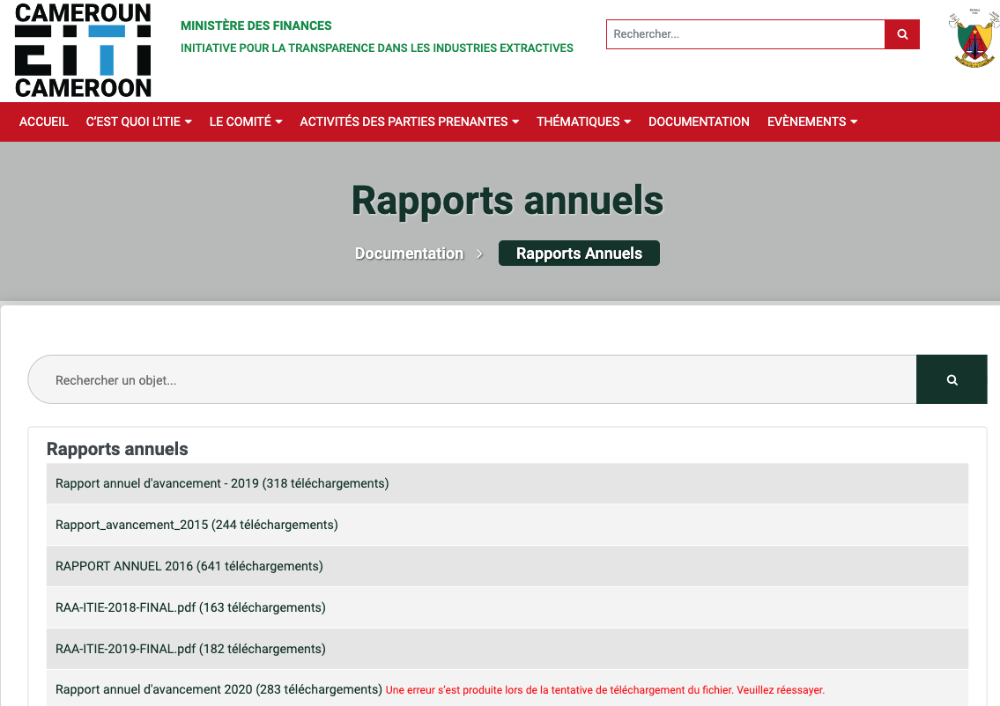 CAMEROUN
EITI
CAMEROON
MINISTÈRE DES FINANCES
INITIATIVE POUR LA TRANSPARENCE DANS LES INDUSTRIES EXTRACTIVES
Rechercher...
ACCUEIL C'EST QUOI L'ITIE LE COMITÉ ACTIVITÉS DES PARTIES PRENANTES THÉMATIQUES DOCUMENTATION EVÈNEMENTS
Rapports annuels
Documentation > Rapports Annuels
Rechercher un objet...
Rapports annuels
Rapport annuel d'avancement - 2019 (318 téléchargements)
Rapport_avancement_2015 (244 téléchargements)
RAPPORT ANNUEL 2016 (641 téléchargements)
RAA-ITIE-2018-FINAL.pdf (163 téléchargements)
RAA-ITIE-2019-FINAL.pdf (182 téléchargements)
Rapport annuel d'avancement 2020 (283 téléchargements) Une erreur s'est produite lors de la tentative de téléchargement du fichier. Veuillez réessayer.